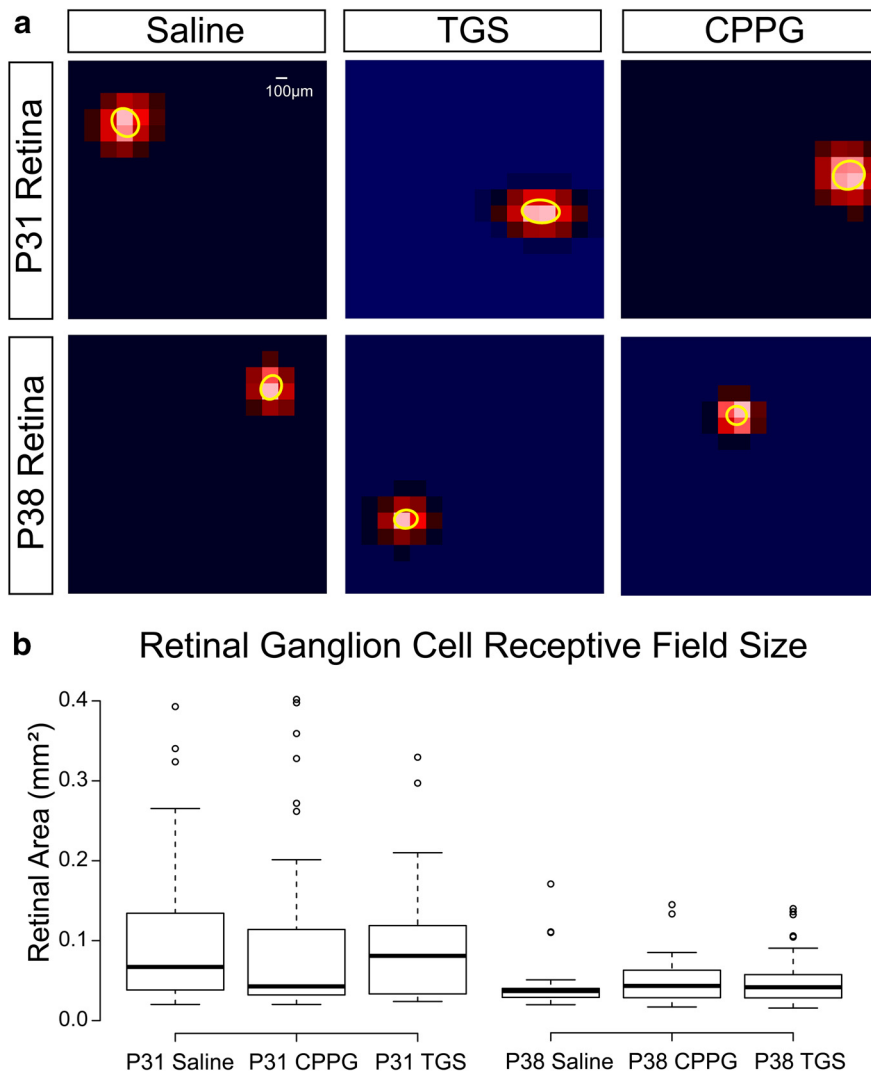 a
Saline
TGS
CPPG
P31 Retina
100µm
P38 Retina
b
Retinal Ganglion Cell Receptive Field Size
Retinal Area (mm²)
0.4
0.3
0.2
0.1
0.0
P31 Saline
P31 CPPG
P31 TGS
P38 Saline
P38 CPPG
P38 TGS